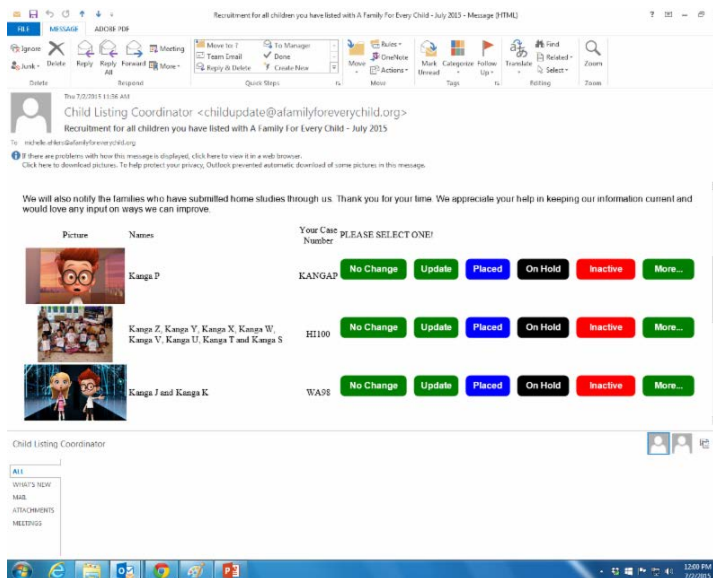 Recruitment for all children you have listed with A Family For Every Child - July 2015 - Message (HTML)
FILE MESSAGE ADOBE PDF
Ignore
Junk
Delete
Reply
Reply All
Forward
Meeting
More
Move to: ?
Team Email
Reply & Delete
To Manager
Done
Create New
Move
Rules
OneNote
Actions
Mark Unread
Categorize
Follow Up
Translate
Find
Related
Select
Zoom
Delete Respond Quick Steps Move Tags Editing Zoom
Thu 7/2/2015 11:56 AM
Child Listing Coordinator <childupdate@afamilyforeverychild.org>
Recruitment for all children you have listed with A Family For Every Child - July 2015
To michelle.ehlers@afamilyforeverychild.org
If there are problems with how this message is displayed, click here to view it in a web browser.
Click here to download pictures. To help protect your privacy, Outlook prevented automatic download of some pictures in this message.
We will also notify the families who have submitted home studies through us. Thank you for your time. We appreciate your help in keeping our information current and
would love any input on ways we can improve.
Picture Names Your Case Number PLEASE SELECT ONE!
Kanga P KANGAP No Change Update Placed On Hold Inactive More...
Kanga Z, Kanga Y, Kanga X, Kanga W,
Kanga V, Kanga U, Kanga T and Kanga S HI100 No Change Update Placed On Hold Inactive More...
Kanga J and Kanga K WA98 No Change Update Placed On Hold Inactive More...
Child Listing Coordinator
ALL
WHAT'S NEW
MAIL
ATTACHMENTS
MEETINGS
12:00 PM
7/2/2015